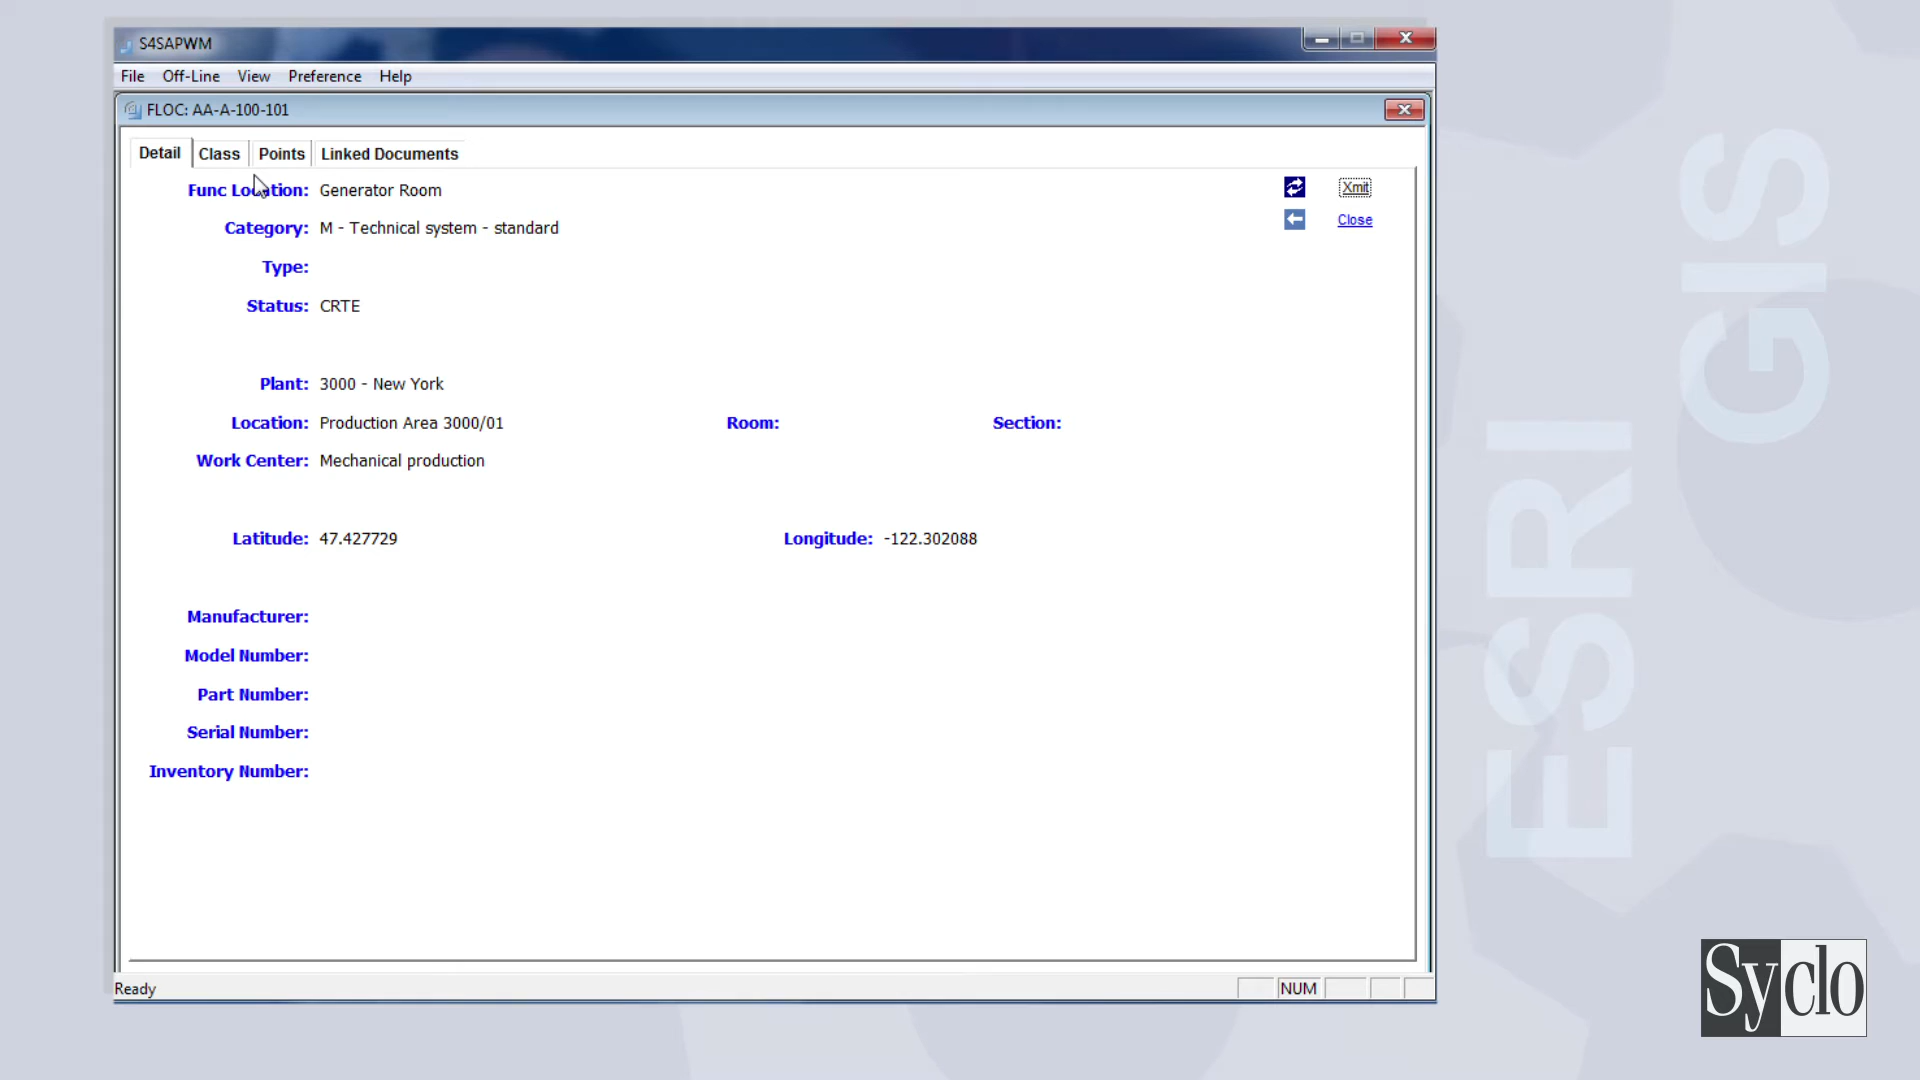 S4SAPWM
File Off-Line View Preference Help
FLOC: AA-A-100-101
Detail Class Points Linked Documents
Func Location: Generator Room
Xmit
Category: M - Technical system - standard
Close
Type:
Status: CRTE
Plant: 3000 - New York
Location: Production Area 3000/01 Room: Section:
Work Center: Mechanical production
Latitude: 47.427729 Longitude: -122.302088
Manufacturer:
Model Number:
Part Number:
Serial Number:
Inventory Number:
Ready NUM
ESRI
GIS
Syclo